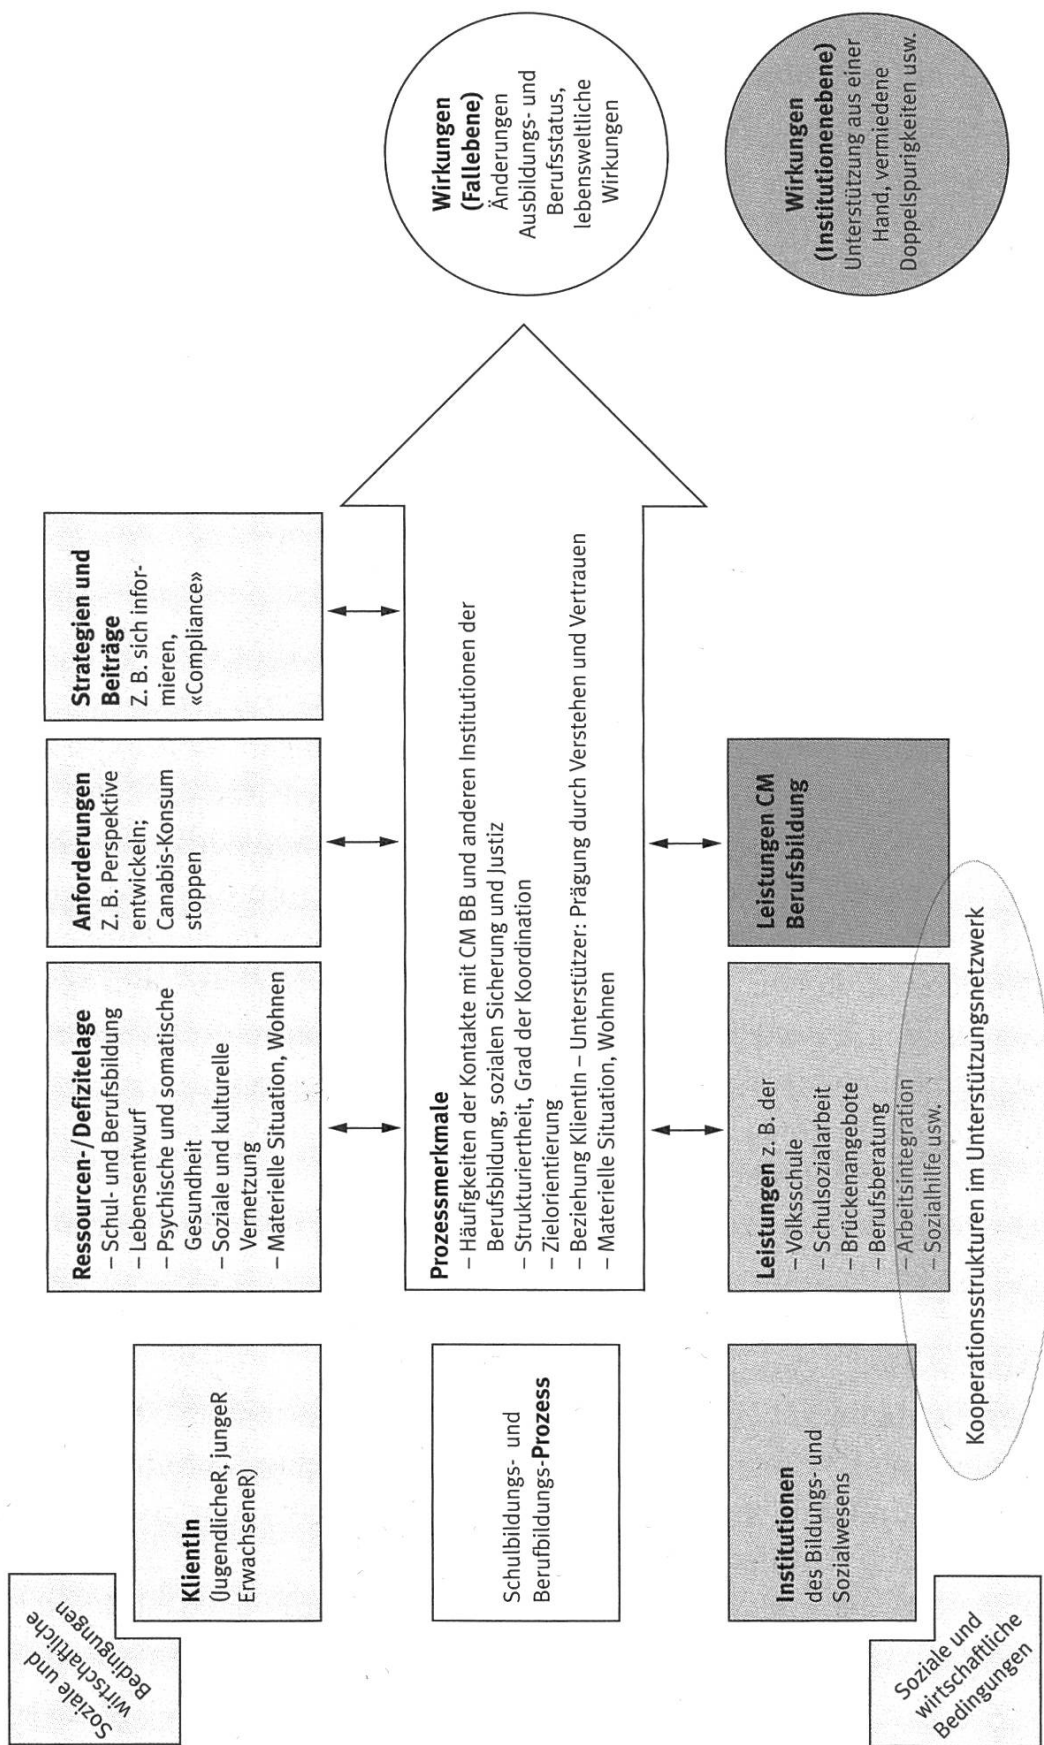 Soziale und
wirtschaftliche
Bedingungen
KlientIn
(JugendlicheR, jungeR
ErwachseneR)
Ressourcen-/Defizitelage
– Schul- und Berufsbildung
– Lebensentwurf
– Psychische und somatische
Gesundheit
– Soziale und kulturelle
Vernetzung
– Materielle Situation, Wohnen
Anforderungen
Z. B. Perspektive
entwickeln;
Canabis-Konsum
stoppen
Strategien und
Beiträge
Z. B. sich infor-
mieren,
«Compliance»
Schulbildungs- und
Berufbildungs-Prozess
Prozessmerkmale
– Häufigkeiten der Kontakte mit CM BB und anderen Institutionen der
Berufsbildung, sozialen Sicherung und Justiz
– Strukturiertheit, Grad der Koordination
– Zielorientierung
– Beziehung KlientIn – Unterstützer: Prägung durch Verstehen und Vertrauen
– Materielle Situation, Wohnen
Wirkungen
(Fallebene)
Änderungen
Ausbildungs- und
Berufsstatus,
lebensweltliche
Wirkungen
Institutionen
des Bildungs- und
Sozialwesens
Leistungen z. B. der
– Volksschule
– Schulsozialarbeit
– Brückenangebote
– Berufsberatung
– Arbeitsintegration
– Sozialhilfe usw.
Leistungen CM
Berufsbildung
Wirkungen
(Institutionenebene)
Unterstützung aus einer
Hand, vermiedene
Doppelspurigkeiten usw.
Kooperationsstrukturen im Unterstützungsnetzwerk
Soziale und
wirtschaftliche
Bedingungen